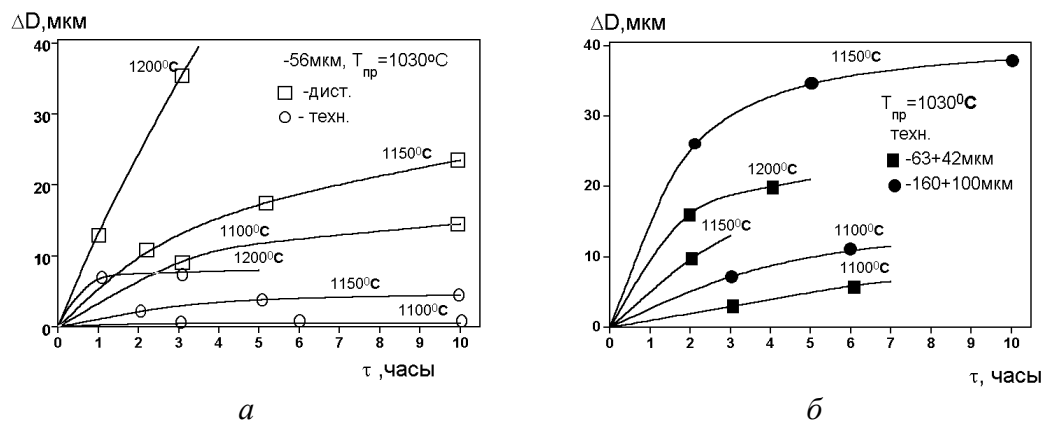 ΔD,мкм
40
30
20
10
0
0 1 2 3 4 5 6 7 8 9 10
τ ,часы
1200⁰C
-56мкм, Tпр=1030ºC
-дист.
- техн.
1150⁰C
1100⁰C
1200⁰C
1150⁰C
1100⁰C
а
ΔD,мкм
40
30
20
10
0
0 1 2 3 4 5 6 7 8 9 10
τ, часы
1150⁰C
Tпр=1030⁰C
техн.
-63+42мкм
-160+100мкм
1200⁰C
1150⁰C
1100⁰C
1100⁰C
б